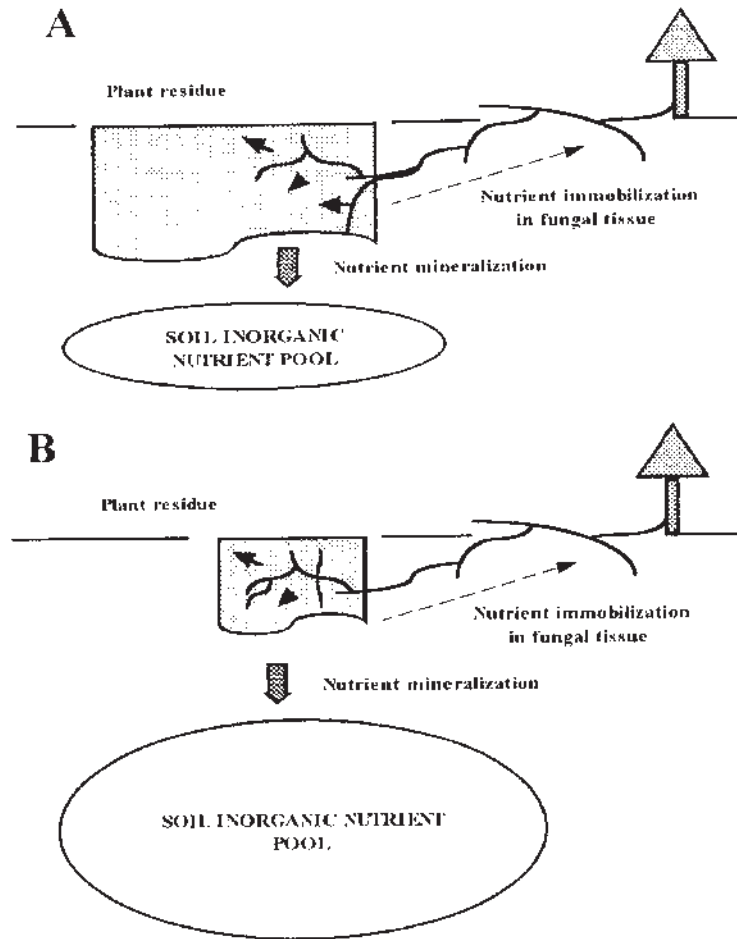 A
Plant residue
Nutrient immobilization
in fungal tissue
Nutrient mineralization
SOIL INORGANIC
NUTRIENT POOL
B
Plant residue
Nutrient immobilization
in fungal tissue
Nutrient mineralization
SOIL INORGANIC NUTRIENT
POOL